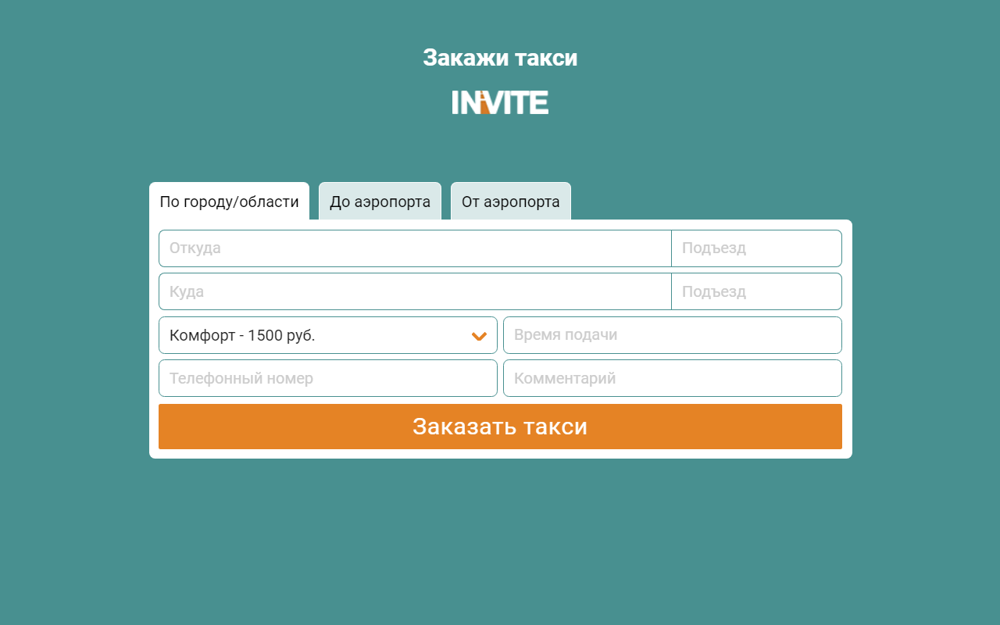 Закажи такси
INiVITE
По городу/области До аэропорта От аэропорта
Откуда Подъезд
Куда Подъезд
Комфорт - 1500 руб. Время подачи
Телефонный номер Комментарий
Заказать такси